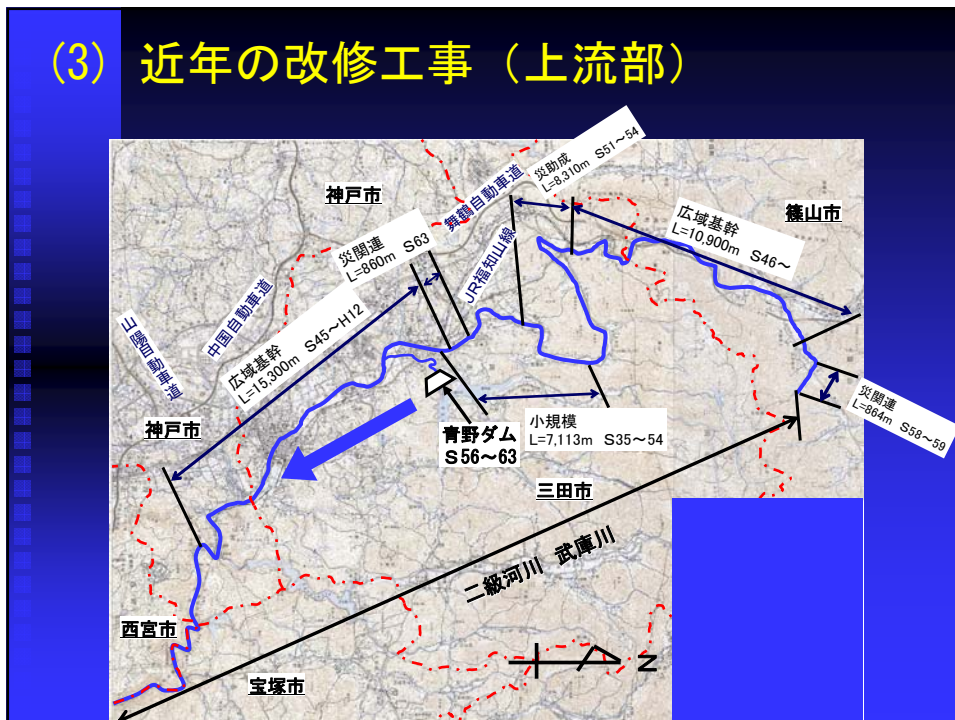 (3) 近年の改修工事（上流部）
災助成
L=8,310m S51～54
神戸市
舞鶴自動車道
広域基幹
L=10,900m S46～
篠山市
災関連
L=860m S63
JR福知山線
中国自動車道
山陽自動車道
広域基幹
L=15,300m S45～H12
災関連
L=864m S58～59
神戸市
青野ダム
S56～63
小規模
L=7,113m S35～54
三田市
二級河川 武庫川
西宮市
宝塚市
N